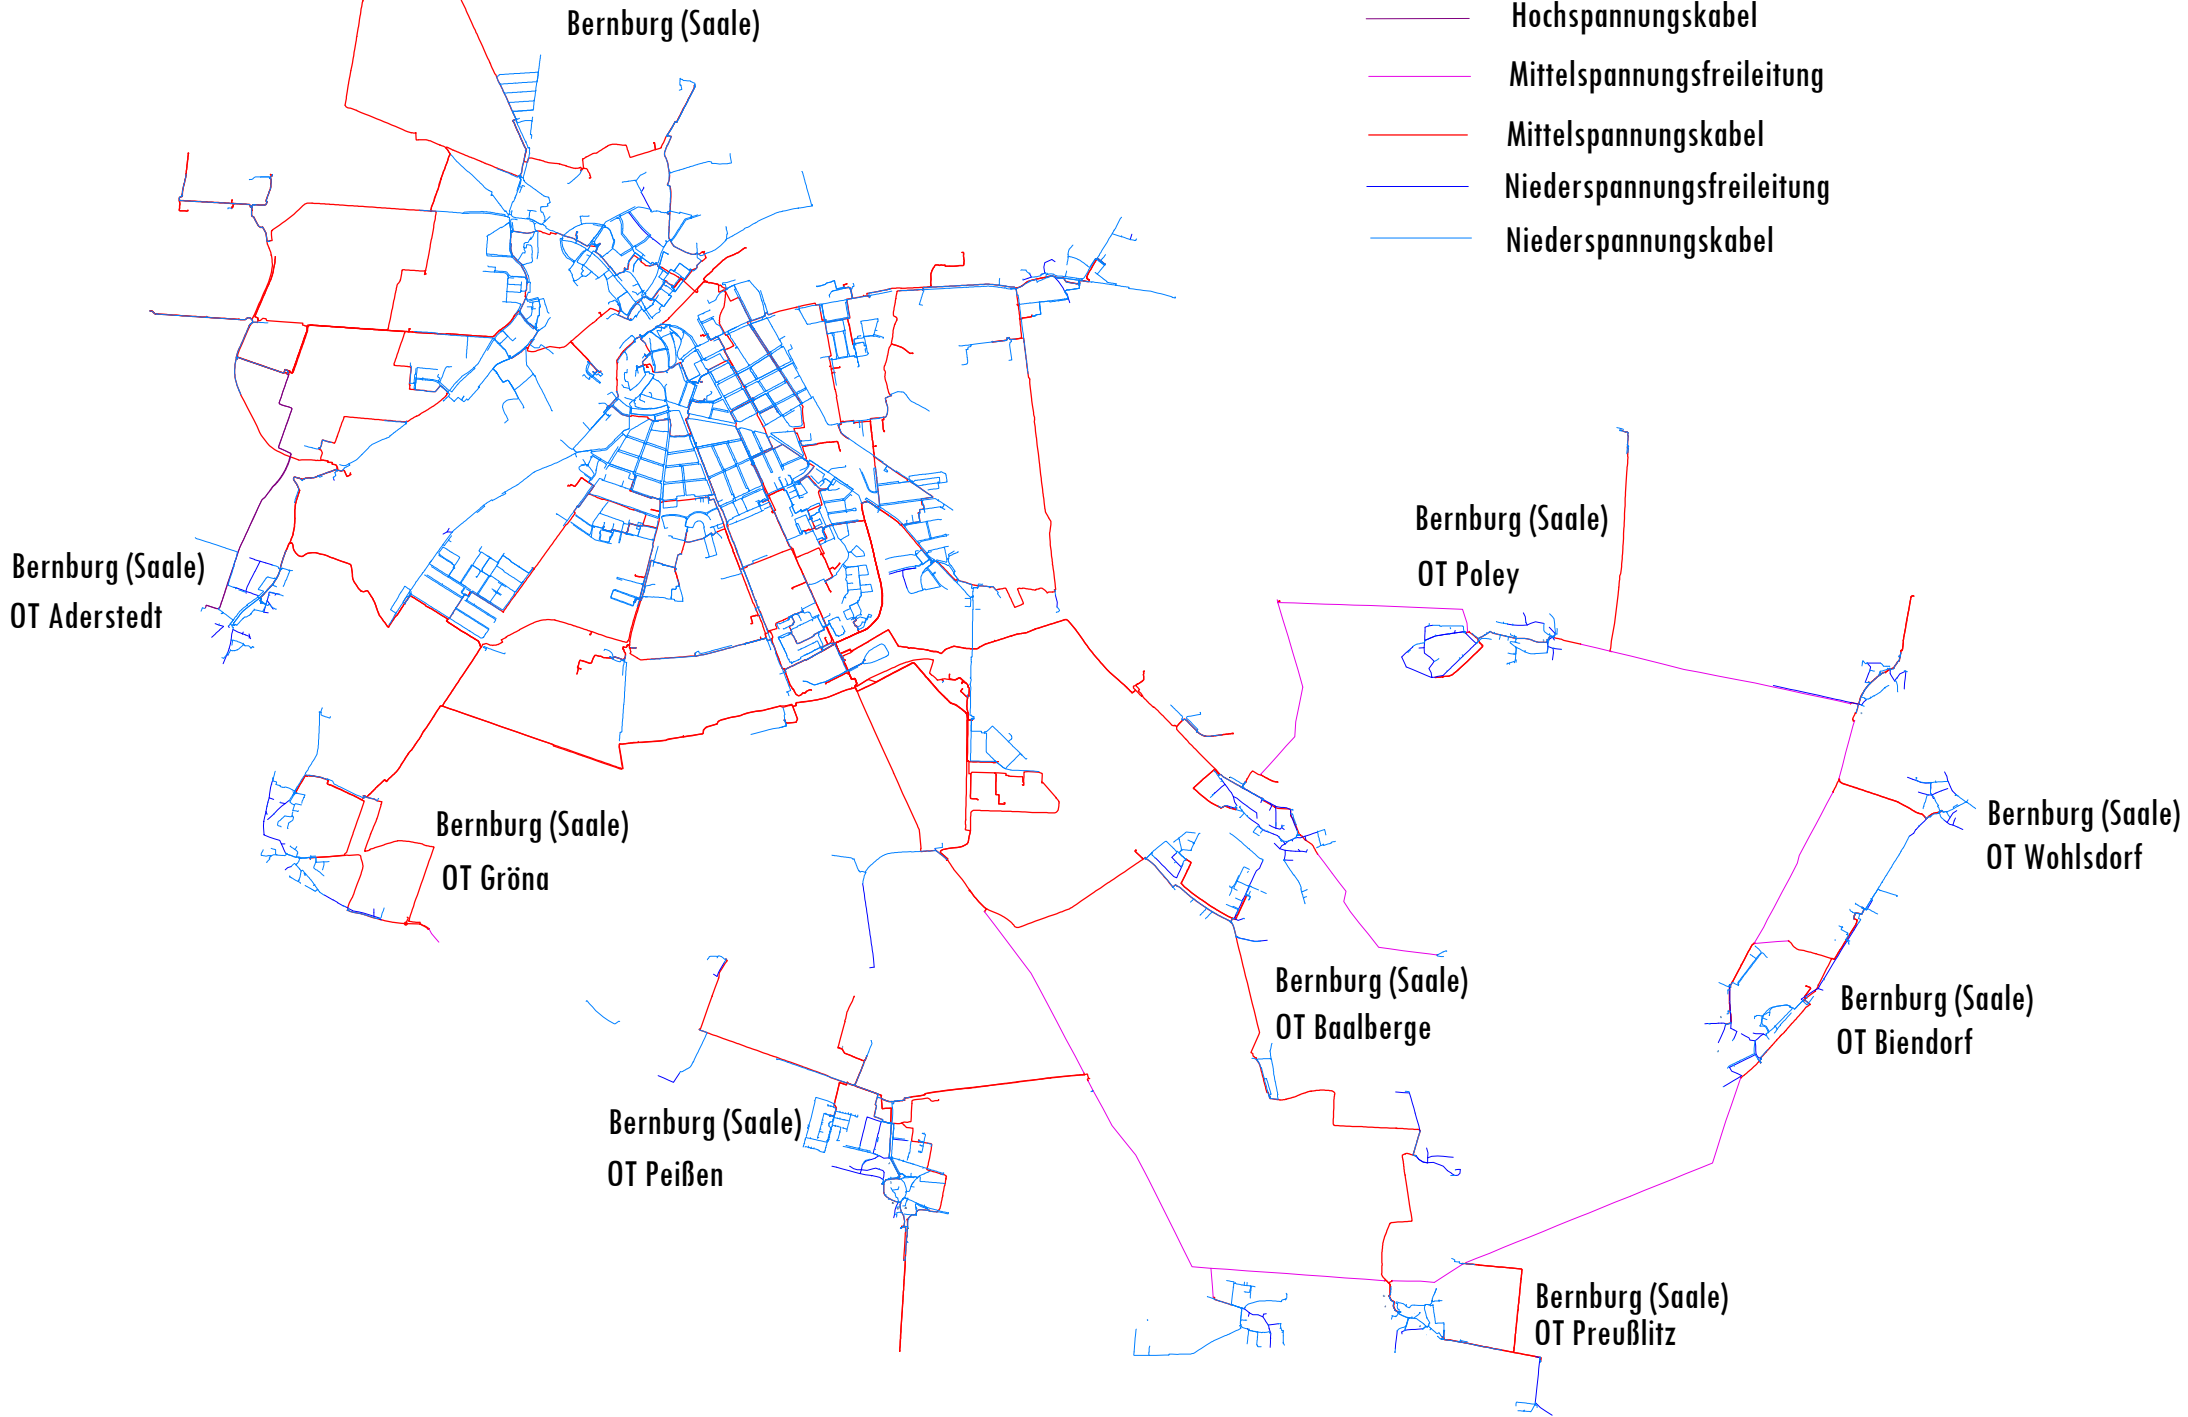 Bernburg (Saale)
Hochspannungskabel
Mittelspannungsfreileitung
Mittelspannungskabel
Niederspannungsfreileitung
Niederspannungskabel
Bernburg (Saale)
OT Poley
Bernburg (Saale)
OT Aderstedt
Bernburg (Saale)
OT Gröna
Bernburg (Saale)
OT Wohlsdorf
Bernburg (Saale)
OT Baalberge
Bernburg (Saale)
OT Biendorf
Bernburg (Saale)
OT Peißen
Bernburg (Saale)
OT Preußlitz